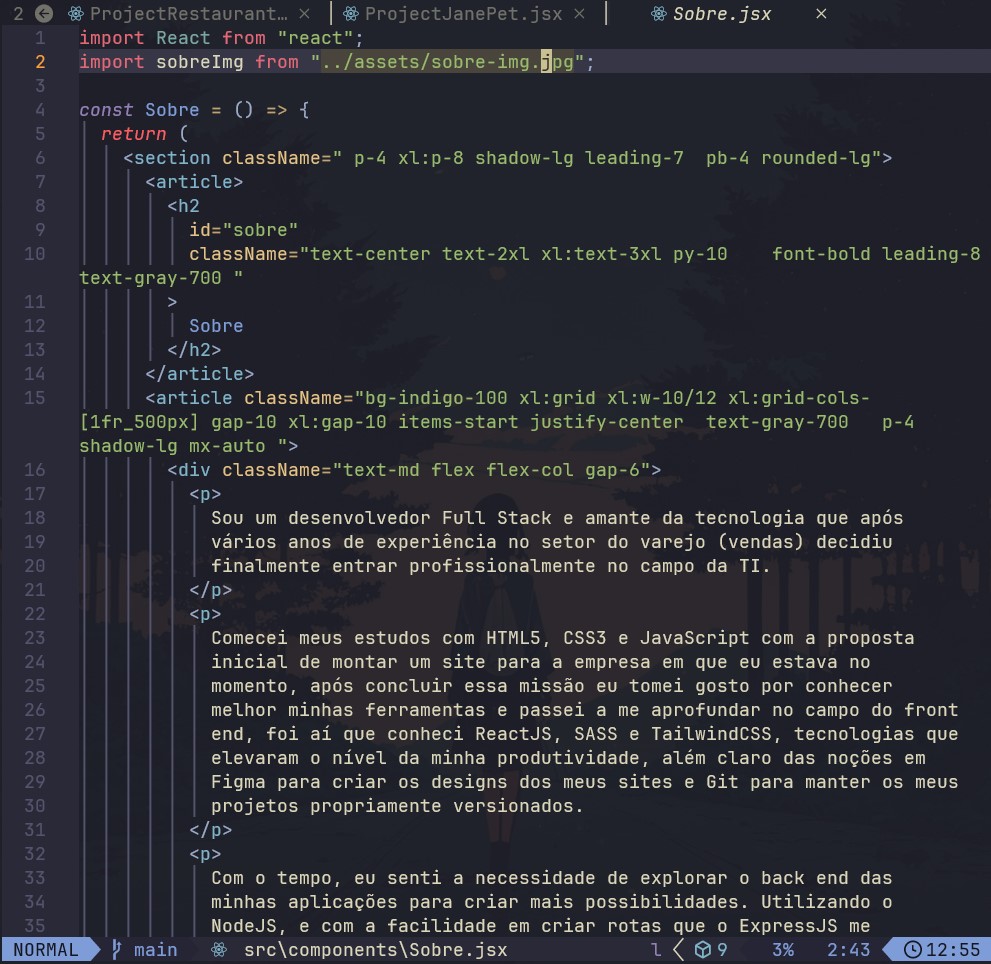 2 ProjectRestaurant… × ProjectJanePet.jsx × Sobre.jsx ×
1 import React from "react";
2 import sobreImg from "../assets/sobre-img.jpg";
3
4 const Sobre = () => {
5 return (
6 <section className=" p-4 xl:p-8 shadow-lg leading-7  pb-4 rounded-lg">
7 <article>
8 <h2
9 id="sobre"
10 className="text-center text-2xl xl:text-3xl py-10    font-bold leading-8
text-gray-700 "
11 >
12 Sobre
13 </h2>
14 </article>
15 <article className="bg-indigo-100 xl:grid xl:w-10/12 xl:grid-cols-
[1fr_500px] gap-10 xl:gap-10 items-start justify-center  text-gray-700   p-4
shadow-lg mx-auto ">
16 <div className="text-md flex flex-col gap-6">
17 <p>
18 Sou um desenvolvedor Full Stack e amante da tecnologia que após
19 vários anos de experiência no setor do varejo (vendas) decidiu
20 finalmente entrar profissionalmente no campo da TI.
21 </p>
22 <p>
23 Comecei meus estudos com HTML5, CSS3 e JavaScript com a proposta
24 inicial de montar um site para a empresa em que eu estava no
25 momento, após concluir essa missão eu tomei gosto por conhecer
26 melhor minhas ferramentas e passei a me aprofundar no campo do front
27 end, foi aí que conheci ReactJS, SASS e TailwindCSS, tecnologias que
28 elevaram o nível da minha produtividade, além claro das noções em
29 Figma para criar os designs dos meus sites e Git para manter os meus
30 projetos propriamente versionados.
31 </p>
32 <p>
33 Com o tempo, eu senti a necessidade de explorar o back end das
34 minhas aplicações para criar mais possibilidades. Utilizando o
35 NodeJS, e com a facilidade em criar rotas que o ExpressJS me
NORMAL main src\components\Sobre.jsx l 9 3% 2:43 12:55